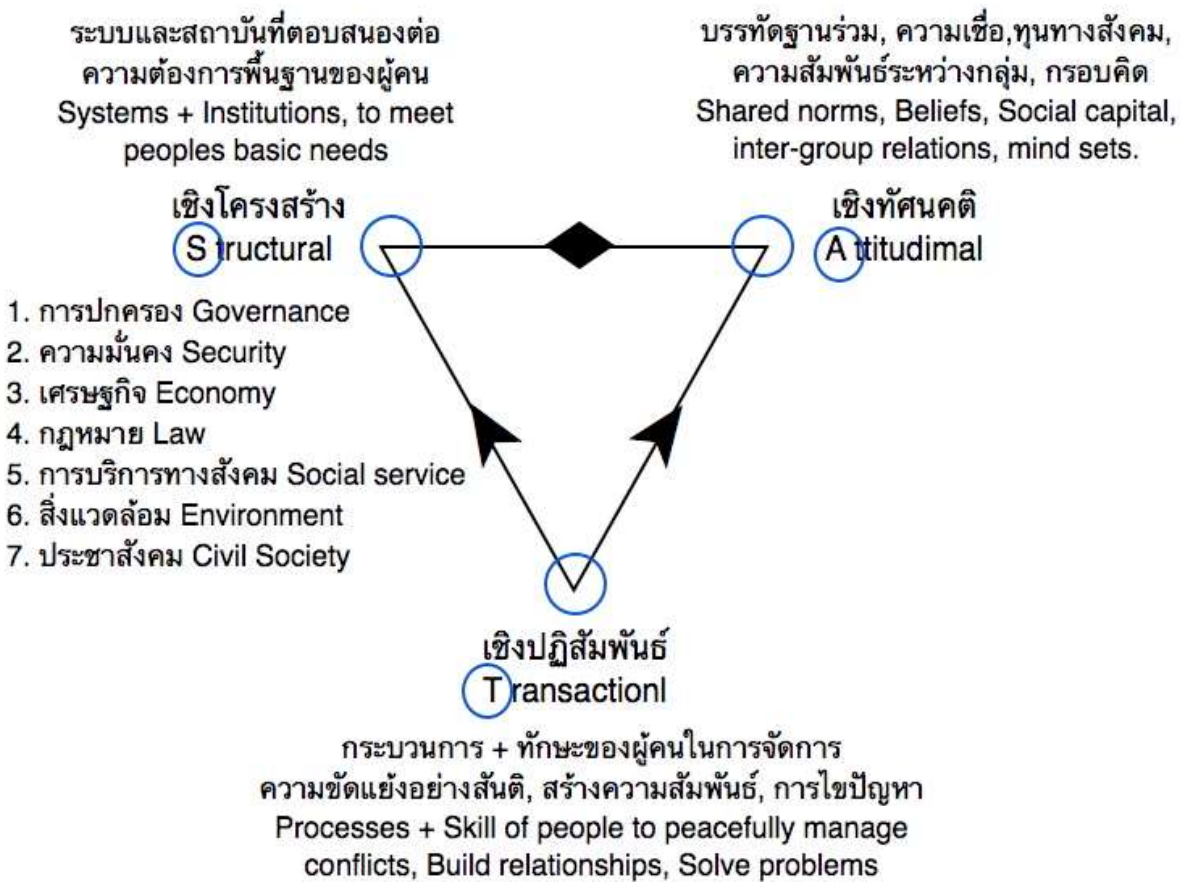 ระบบและสถาบันที่ตอบสนองต่อ
ความต้องการพื้นฐานของผู้คน
Systems + Institutions, to meet
peoples basic needs
บรรทัดฐานร่วม, ความเชื่อ,ทุนทางสังคม,
ความสัมพันธ์ระหว่างกลุ่ม, กรอบคิด
Shared norms, Beliefs, Social capital,
inter-group relations, mind sets.
เชิงโครงสร้าง
S tructural
เชิงทัศนคติ
A ttitudimal
1. การปกครอง Governance
2. ความมั่นคง Security
3. เศรษฐกิจ Economy
4. กฎหมาย Law
5. การบริการทางสังคม Social service
6. สิ่งแวดล้อม Environment
7. ประชาสังคม Civil Society
เชิงปฏิสัมพันธ์
T ransactionl
กระบวนการ + ทักษะของผู้คนในการจัดการ
ความขัดแย้งอย่างสันติ, สร้างความสัมพันธ์, การไขปัญหา
Processes + Skill of people to peacefully manage
conflicts, Build relationships, Solve problems